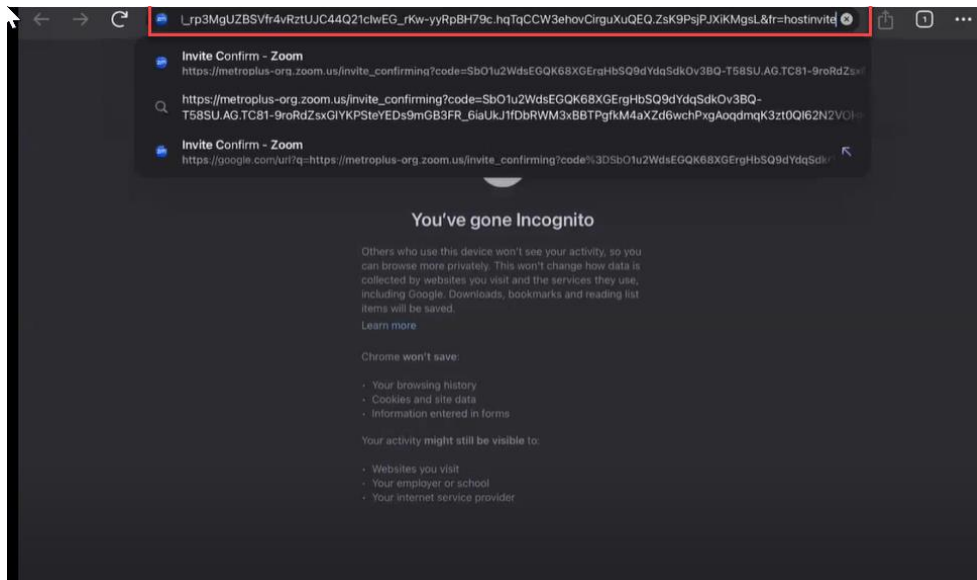 l_rp3MgUZBSVfr4vRztUJC44Q21clwEG_rKw-yyRpBH79c.hqTqCCW3ehovCirguXuQEQ.ZsK9PsjPJXiKMgsL&fr=hostinvite
1
Invite Confirm - Zoom
https://metroplus-org.zoom.us/invite_confirming?code=SbO1u2WdsEGQK68XGErgHbSQ9dYdqSdkOv3BQ-T58SU.AG.TC81-9roRdZsx
https://metroplus-org.zoom.us/invite_confirming?code=SbO1u2WdsEGQK68XGErgHbSQ9dYdqSdkOv3BQ-
T58SU.AG.TC81-9roRdZsxGlYKPSteYEDs9mGB3FR_6iaUkJ1fDbRWM3xBBTPgfkM4aXZd6wchPxgAoqdmqK3zt0QI62N2VOH
Invite Confirm - Zoom
https://google.com/url?q=https://metroplus-org.zoom.us/invite_confirming?code%3DSbO1u2WdsEGQK68XGErgHbSQ9dYdqSdk
You've gone Incognito
Others who use this device won't see your activity, so you
can browse more privately. This won't change how data is
collected by websites you visit and the services they use,
including Google. Downloads, bookmarks and reading list
items will be saved.
Learn more
Chrome won't save:
• Your browsing history
• Cookies and site data
• Information entered in forms
Your activity might still be visible to:
• Websites you visit
• Your employer or school
• Your internet service provider